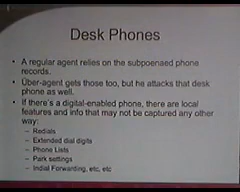 Desk Phones
• A regular agent relies on the subpoenaed phone
records.
• Über-agent gets those too, but he attacks that desk
phone as well.
• If there's a digital-enabled phone, there are local
features and info that may not be captured any other
way:
– Redials
– Extended dial digits
– Phone Lists
– Park settings
– Indial Forwarding, etc, etc